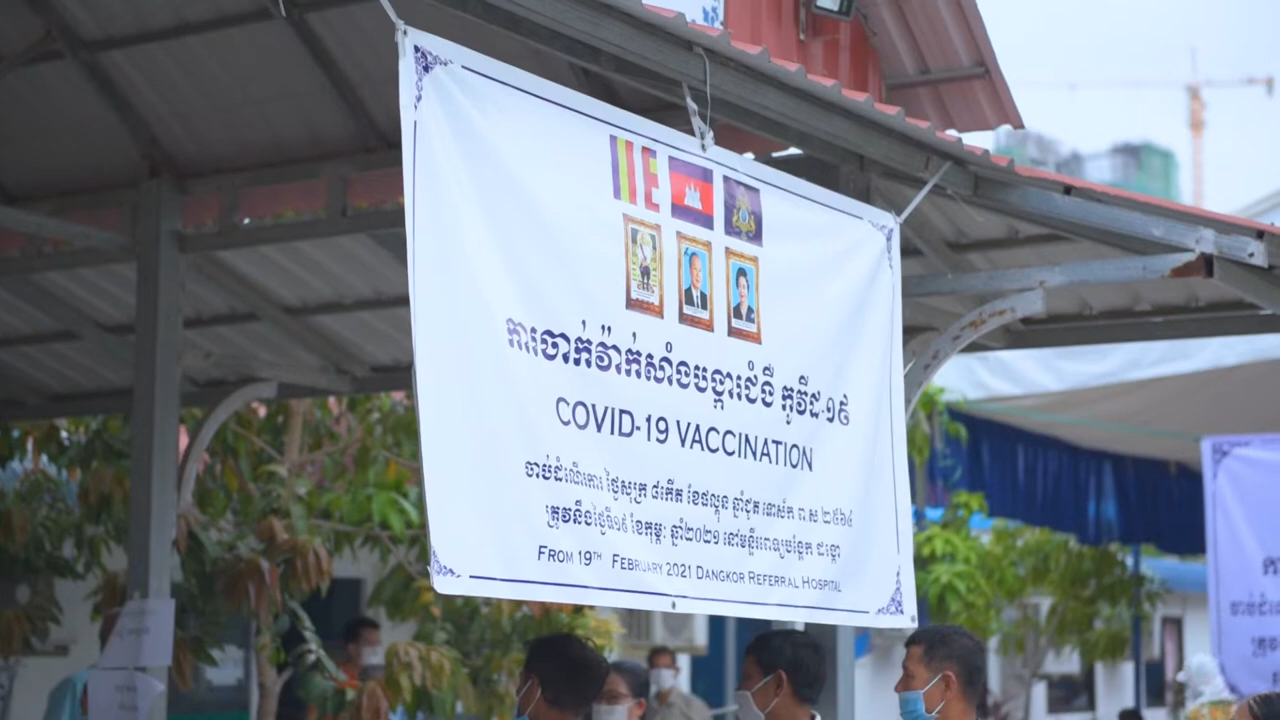 ការចាក់វ៉ាក់សាំងបង្ការជំងឺ កូវីដ-១៩
COVID-19 VACCINATION
ចាប់ដំណើរការ ថ្ងៃសុក្រ ៨កើត ខែផល្គុន ឆ្នាំជូត ទោស័ក ព.ស ២៥៦៤
ត្រូវនឹងថ្ងៃទី១៩ ខែកុម្ភៈ ឆ្នាំ២០២១ នៅមន្ទីរពេទ្យបង្អែក ដង្កោ
FROM 19TH FEBRUARY 2021 DANGKOR REFERRAL HOSPITAL